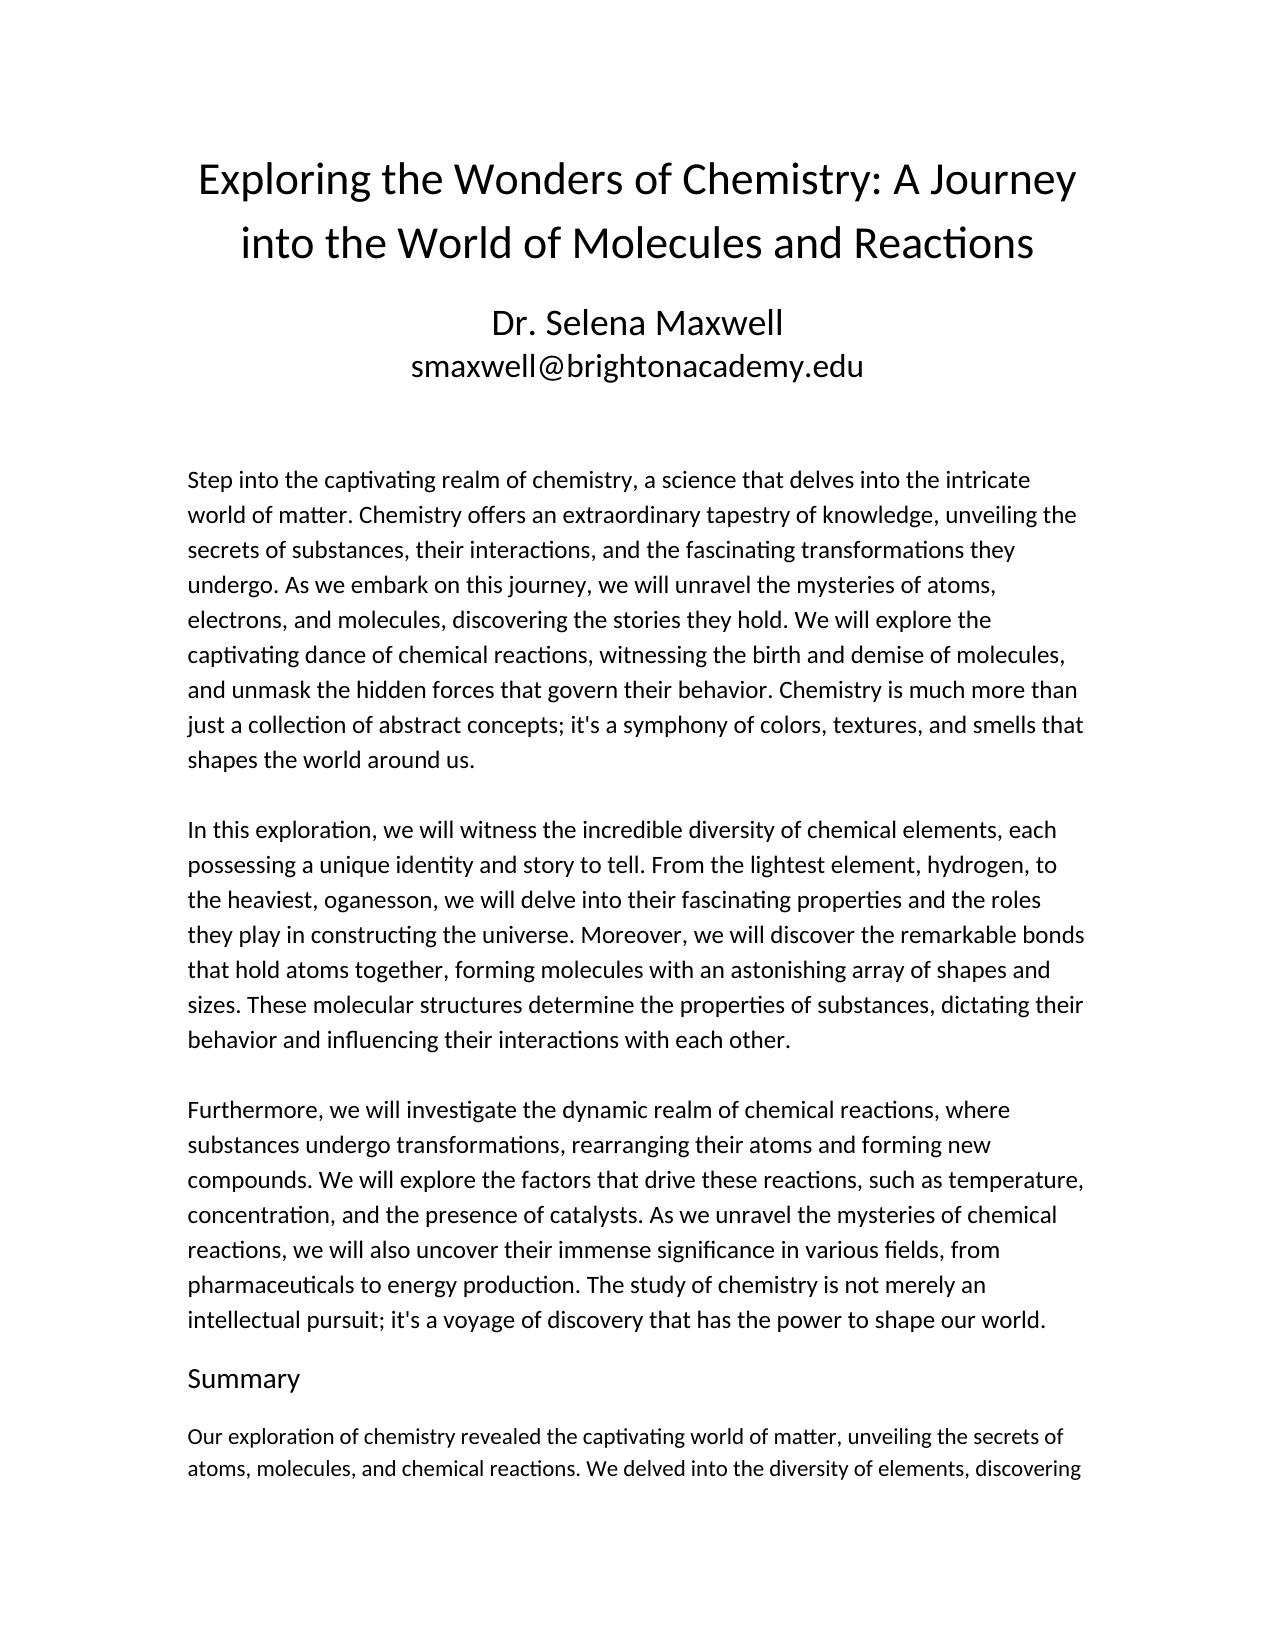 Exploring the Wonders of Chemistry: A Journey
into the World of Molecules and Reactions
Dr. Selena Maxwell
smaxwell@brightonacademy.edu
Step into the captivating realm of chemistry, a science that delves into the intricate
world of matter. Chemistry offers an extraordinary tapestry of knowledge, unveiling the
secrets of substances, their interactions, and the fascinating transformations they
undergo. As we embark on this journey, we will unravel the mysteries of atoms,
electrons, and molecules, discovering the stories they hold. We will explore the
captivating dance of chemical reactions, witnessing the birth and demise of molecules,
and unmask the hidden forces that govern their behavior. Chemistry is much more than
just a collection of abstract concepts; it's a symphony of colors, textures, and smells that
shapes the world around us.
In this exploration, we will witness the incredible diversity of chemical elements, each
possessing a unique identity and story to tell. From the lightest element, hydrogen, to
the heaviest, oganesson, we will delve into their fascinating properties and the roles
they play in constructing the universe. Moreover, we will discover the remarkable bonds
that hold atoms together, forming molecules with an astonishing array of shapes and
sizes. These molecular structures determine the properties of substances, dictating their
behavior and influencing their interactions with each other.
Furthermore, we will investigate the dynamic realm of chemical reactions, where
substances undergo transformations, rearranging their atoms and forming new
compounds. We will explore the factors that drive these reactions, such as temperature,
concentration, and the presence of catalysts. As we unravel the mysteries of chemical
reactions, we will also uncover their immense significance in various fields, from
pharmaceuticals to energy production. The study of chemistry is not merely an
intellectual pursuit; it's a voyage of discovery that has the power to shape our world.
Summary
Our exploration of chemistry revealed the captivating world of matter, unveiling the secrets of
atoms, molecules, and chemical reactions. We delved into the diversity of elements, discovering